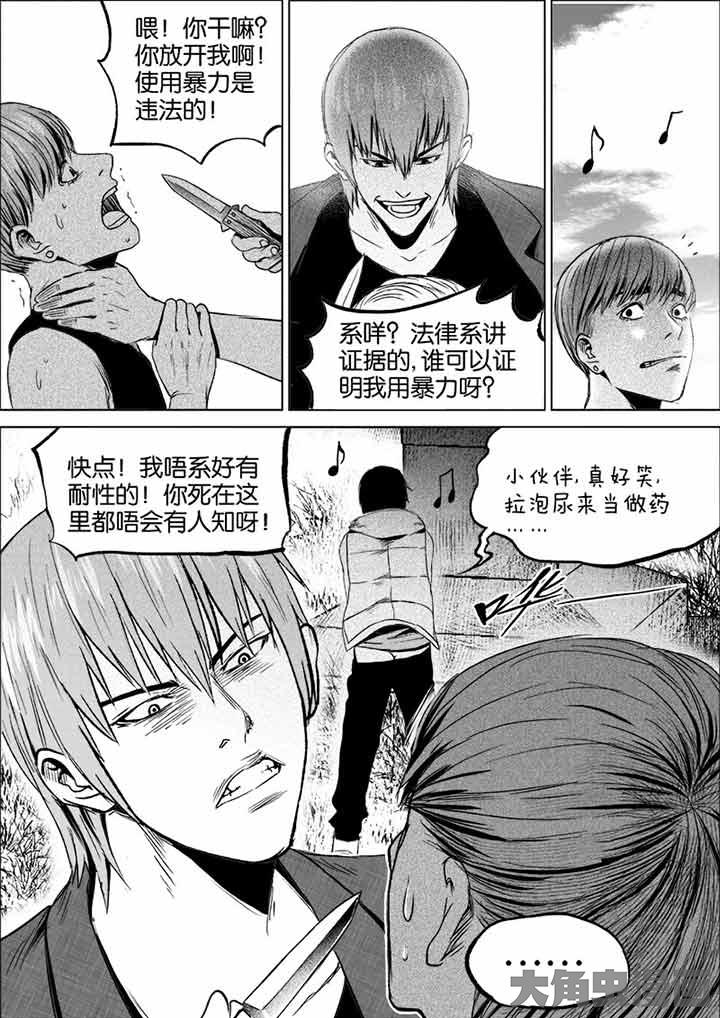 喂！你干嘛？
你放开我啊！
使用暴力是
违法的！
系咩？法律系讲
证据的,谁可以证
明我用暴力呀？
快点！我唔系好有
耐性的！你死在这
里都唔会有人知呀！
小伙伴,真好笑,
拉泡尿来当做药
……
……
大角虫